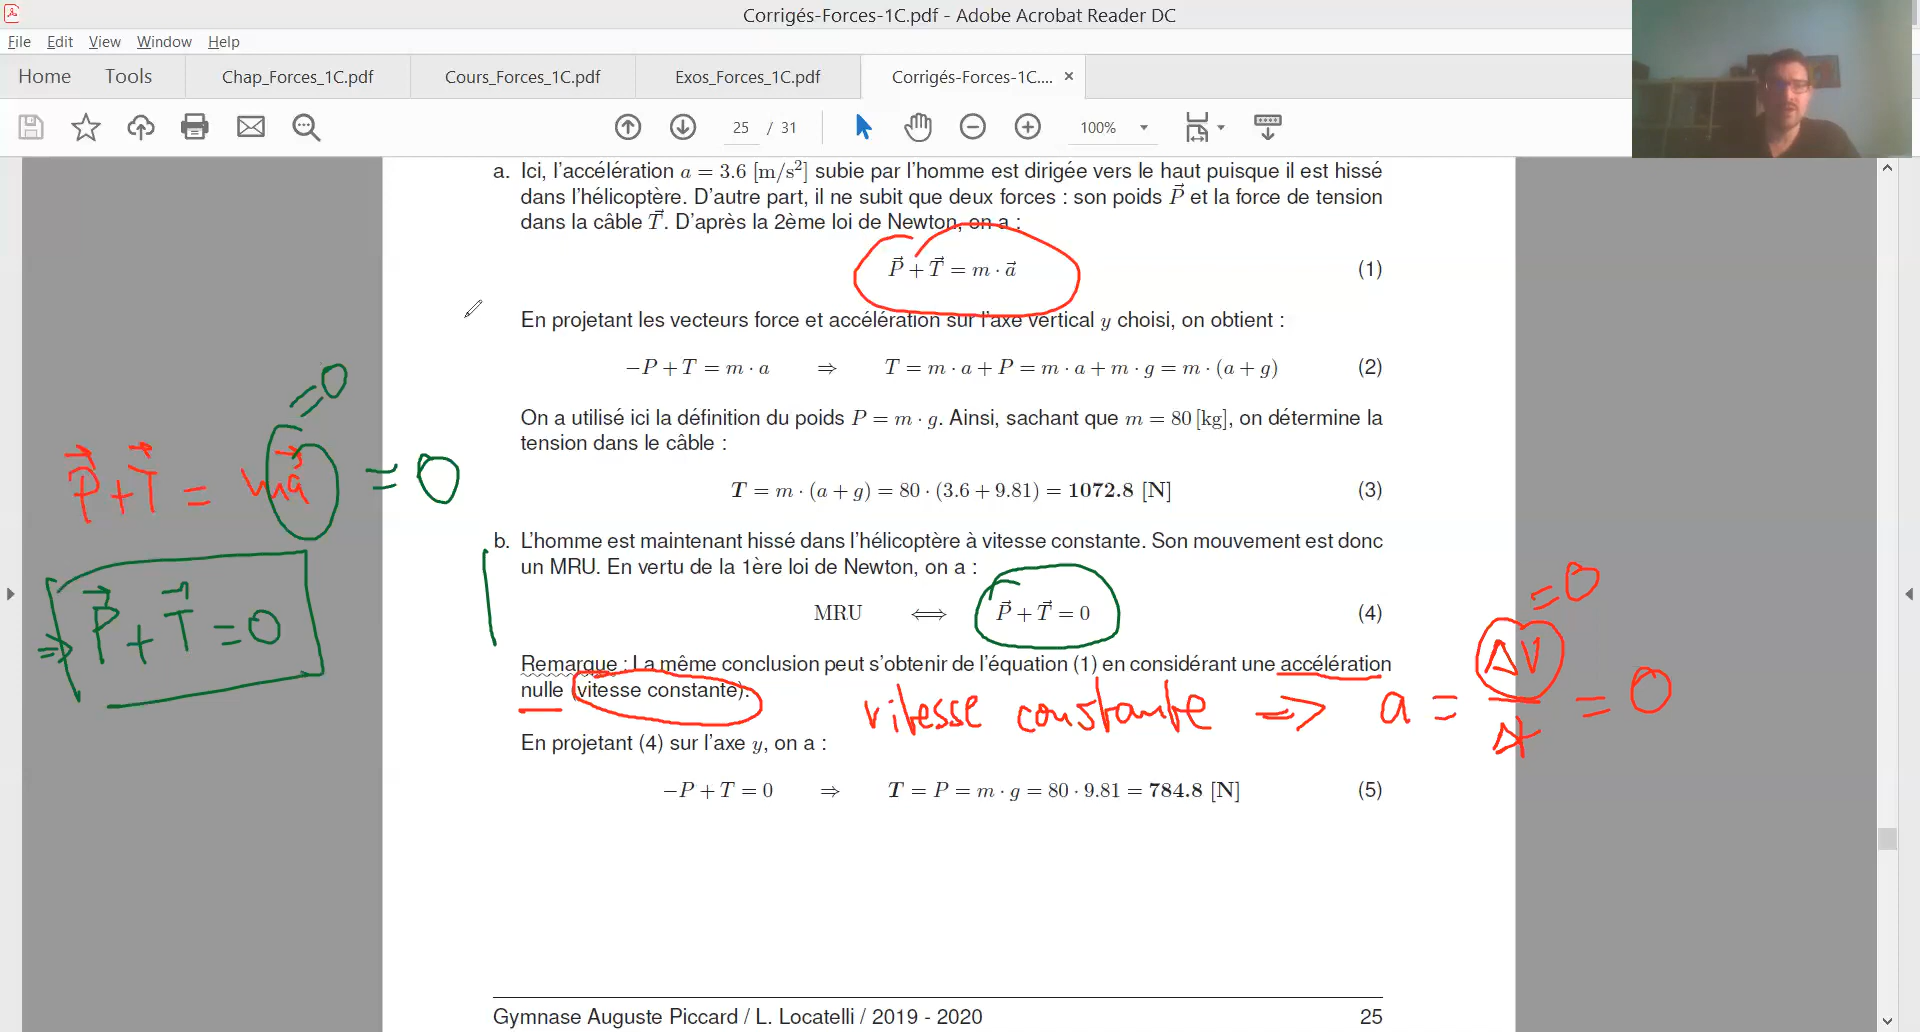 Corrigés-Forces-1C.pdf - Adobe Acrobat Reader DC
File Edit View Window Help
Home Tools Chap_Forces_1C.pdf Cours_Forces_1C.pdf Exos_Forces_1C.pdf Corrigés-Forces-1C.... ×
25 / 31 100%
a. Ici, l'accélération a = 3.6 [m/s²] subie par l'homme est dirigée vers le haut puisque il est hissé
dans l'hélicoptère. D'autre part, il ne subit que deux forces : son poids P⃗ et la force de tension
dans la câble T⃗. D'après la 2ème loi de Newton, on a :
P⃗ + T⃗ = m · a⃗ (1)
En projetant les vecteurs force et accélération sur l'axe vertical y choisi, on obtient :
−P + T = m · a ⇒ T = m · a + P = m · a + m · g = m · (a + g) (2)
On a utilisé ici la définition du poids P = m · g. Ainsi, sachant que m = 80 [kg], on détermine la
tension dans le câble :
T = m · (a + g) = 80 · (3.6 + 9.81) = 1072.8 [N] (3)
b. L'homme est maintenant hissé dans l'hélicoptère à vitesse constante. Son mouvement est donc
un MRU. En vertu de la 1ère loi de Newton, on a :
MRU ⟺ P⃗ + T⃗ = 0 (4)
Remarque : La même conclusion peut s'obtenir de l'équation (1) en considérant une accélération
nulle (vitesse constante).
En projetant (4) sur l'axe y, on a :
−P + T = 0 ⇒ T = P = m · g = 80 · 9.81 = 784.8 [N] (5)
= 0
P⃗ + T⃗ = ma⃗ = 0
⇒ P⃗ + T⃗ = 0
= 0
vitesse constante ⇒ a = ΔV / Δt = 0
Gymnase Auguste Piccard / L. Locatelli / 2019 - 2020 25